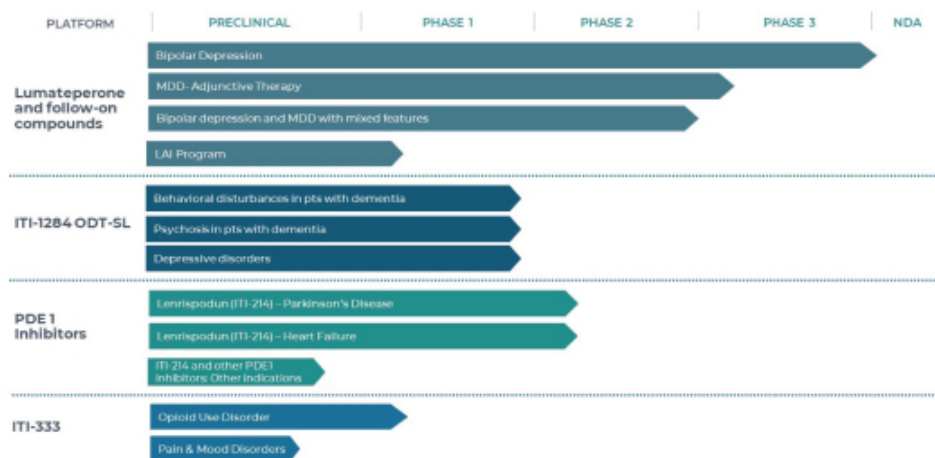 PLATFORM PRECLINICAL PHASE 1 PHASE 2 PHASE 3 NDA
Lumateperone
and follow-on
compounds
Bipolar Depression
MDD- Adjunctive Therapy
Bipolar depression and MDD with mixed features
LAI Program
ITI-1284 ODT-SL
Behavioral disturbances in pts with dementia
Psychosis in pts with dementia
Depressive disorders
PDE 1
Inhibitors
Lenrispodun (ITI-214) – Parkinson's Disease
Lenrispodun (ITI-214) – Heart Failure
ITI-214 and other PDE1
Inhibitors: Other Indications
ITI-333
Opioid Use Disorder
Pain & Mood Disorders